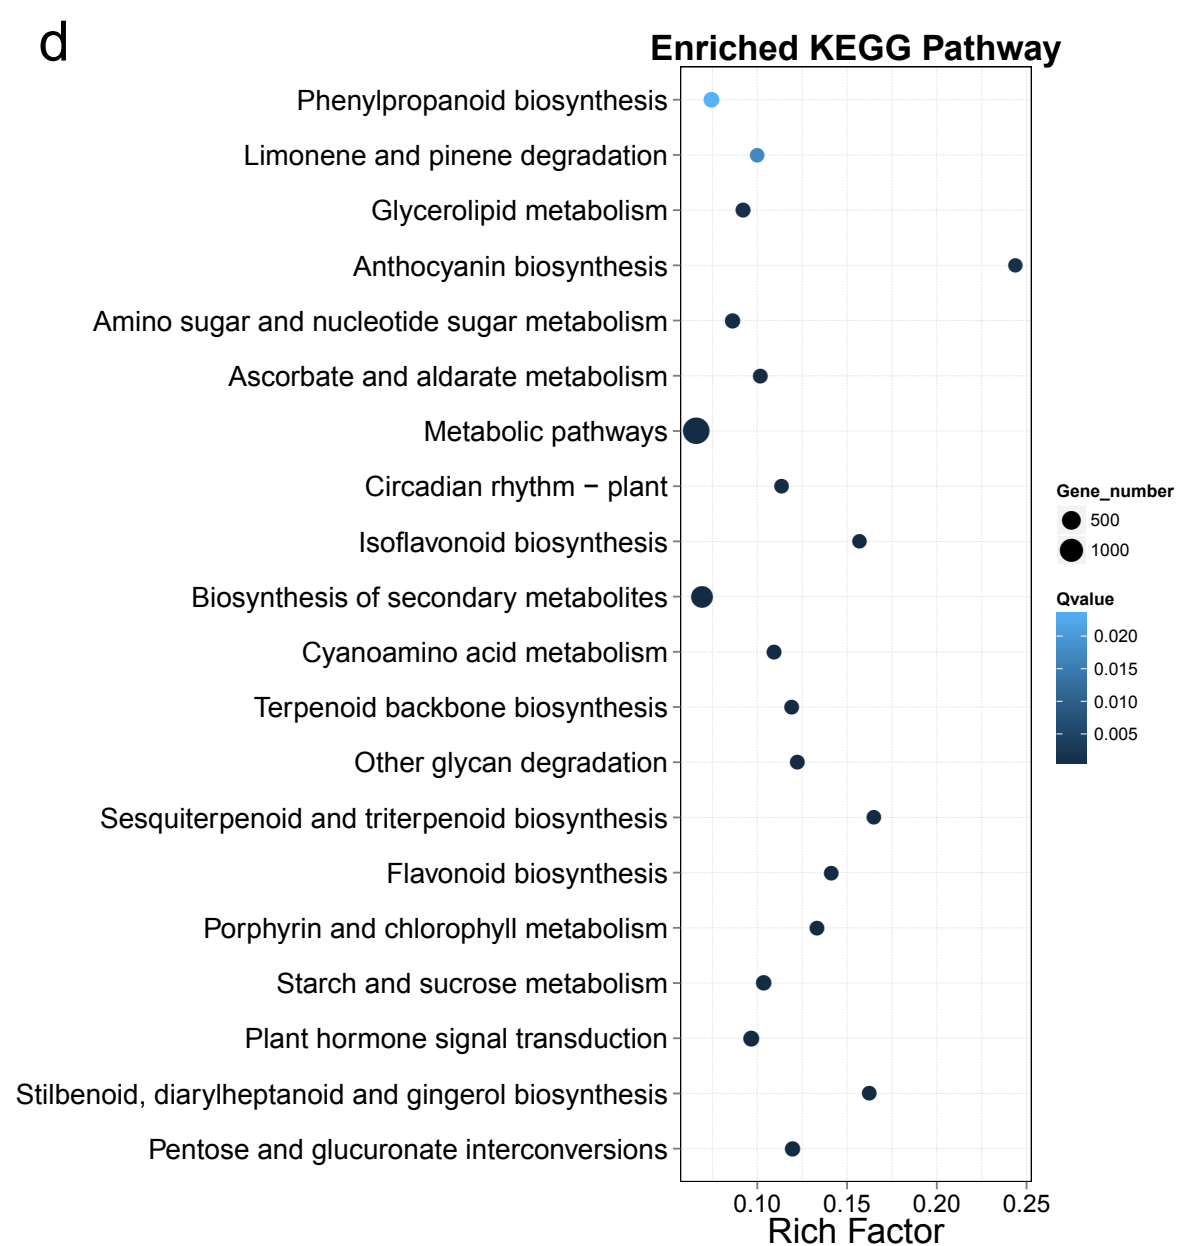 d
Enriched KEGG Pathway
Phenylpropanoid biosynthesis
Limonene and pinene degradation
Glycerolipid metabolism
Anthocyanin biosynthesis
Amino sugar and nucleotide sugar metabolism
Ascorbate and aldarate metabolism
Metabolic pathways
Circadian rhythm − plant
Isoflavonoid biosynthesis
Biosynthesis of secondary metabolites
Cyanoamino acid metabolism
Terpenoid backbone biosynthesis
Other glycan degradation
Sesquiterpenoid and triterpenoid biosynthesis
Flavonoid biosynthesis
Porphyrin and chlorophyll metabolism
Starch and sucrose metabolism
Plant hormone signal transduction
Stilbenoid, diarylheptanoid and gingerol biosynthesis
Pentose and glucuronate interconversions
0.10 0.15 0.20 0.25
Rich Factor
Gene_number
500
1000
Qvalue
0.020
0.015
0.010
0.005